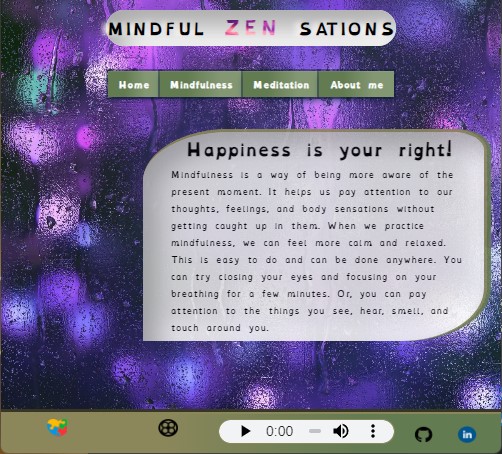 MINDFUL ZEN SATIONS
Home Mindfulness Meditation About me
Happiness is your right!
Mindfulness is a way of being more aware of the
present moment. It helps us pay attention to our
thoughts, feelings, and body sensations without
getting caught up in them. When we practice
mindfulness, we can feel more calm and relaxed.
This is easy to do and can be done anywhere. You
can try closing your eyes and focusing on your
breathing for a few minutes. Or, you can pay
attention to the things you see, hear, smell, and
touch around you.
0:00
in